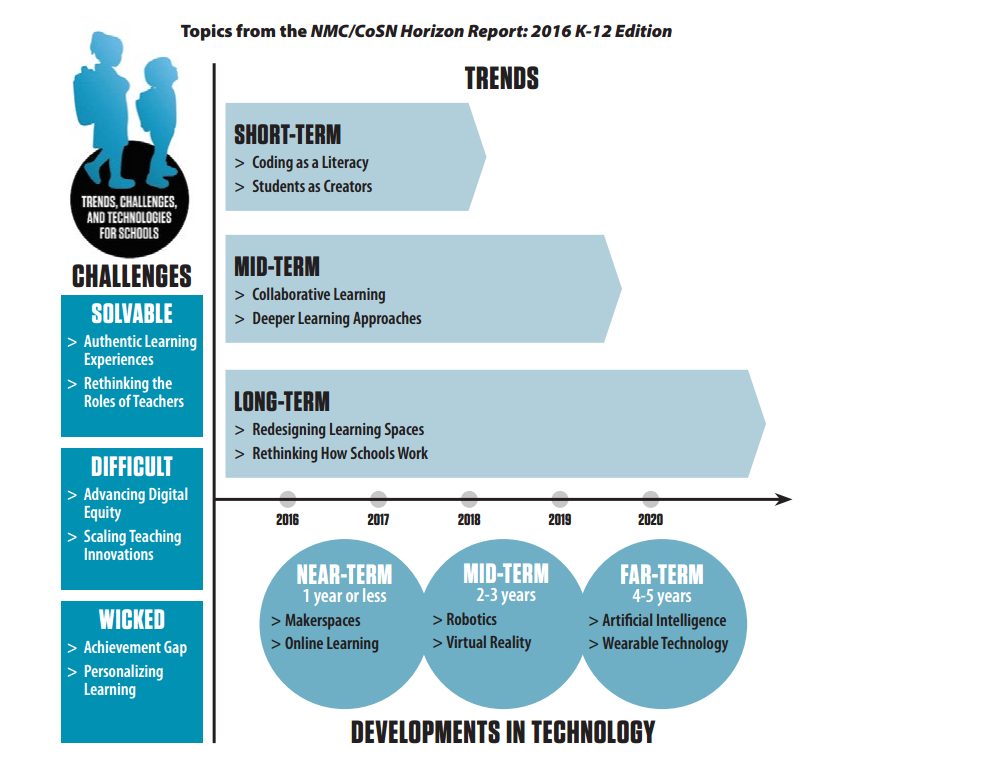 Topics from the NMC/CoSN Horizon Report: 2016 K-12 Edition
TRENDS, CHALLENGES,
AND TECHNOLOGIES
FOR SCHOOLS
CHALLENGES
SOLVABLE
> Authentic Learning
Experiences
> Rethinking the
Roles of Teachers
DIFFICULT
> Advancing Digital
Equity
> Scaling Teaching
Innovations
WICKED
> Achievement Gap
> Personalizing
Learning
TRENDS
SHORT-TERM
> Coding as a Literacy
> Students as Creators
MID-TERM
> Collaborative Learning
> Deeper Learning Approaches
LONG-TERM
> Redesigning Learning Spaces
> Rethinking How Schools Work
2016 2017 2018 2019 2020
NEAR-TERM
1 year or less
> Makerspaces
> Online Learning
MID-TERM
2-3 years
> Robotics
> Virtual Reality
FAR-TERM
4-5 years
> Artificial Intelligence
> Wearable Technology
DEVELOPMENTS IN TECHNOLOGY